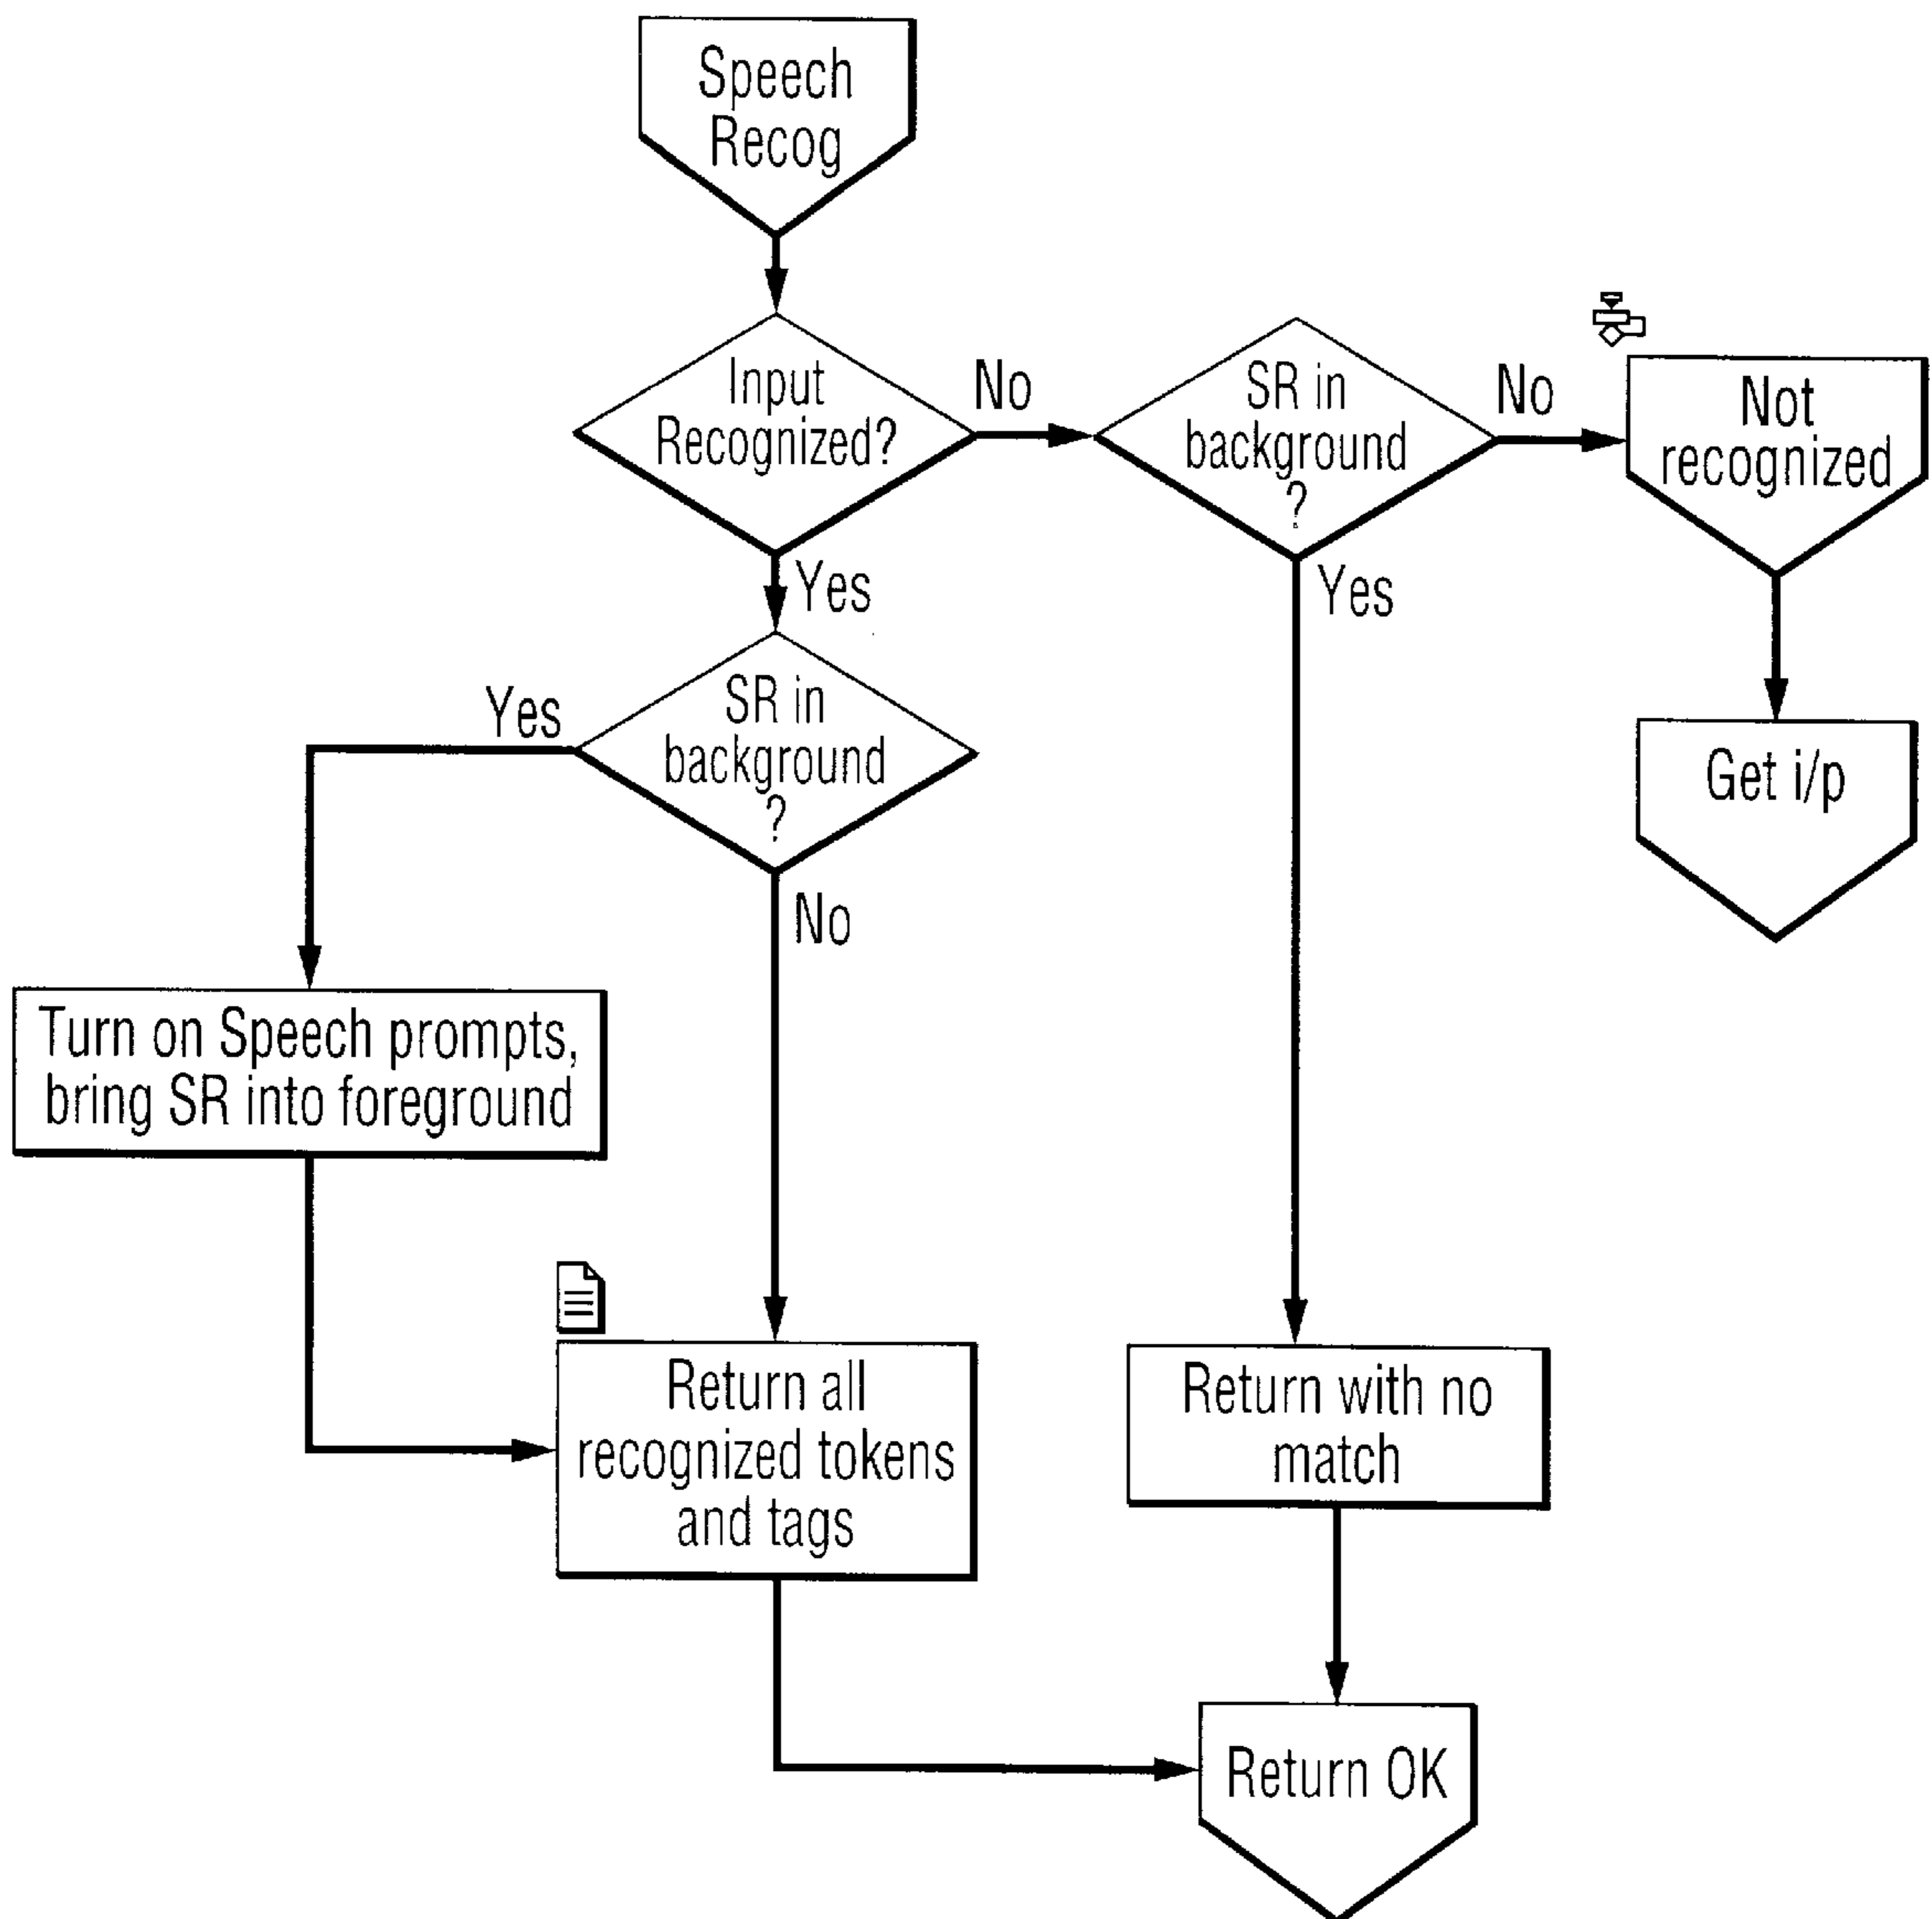 Speech
Recog
Input
Recognized?
No
SR in
background
?
No
Not
recognized
Yes
Yes
Get i/p
Yes
SR in
background
?
No
Turn on Speech prompts,
bring SR into foreground
Return all
recognized tokens
and tags
Return with no
match
Return OK